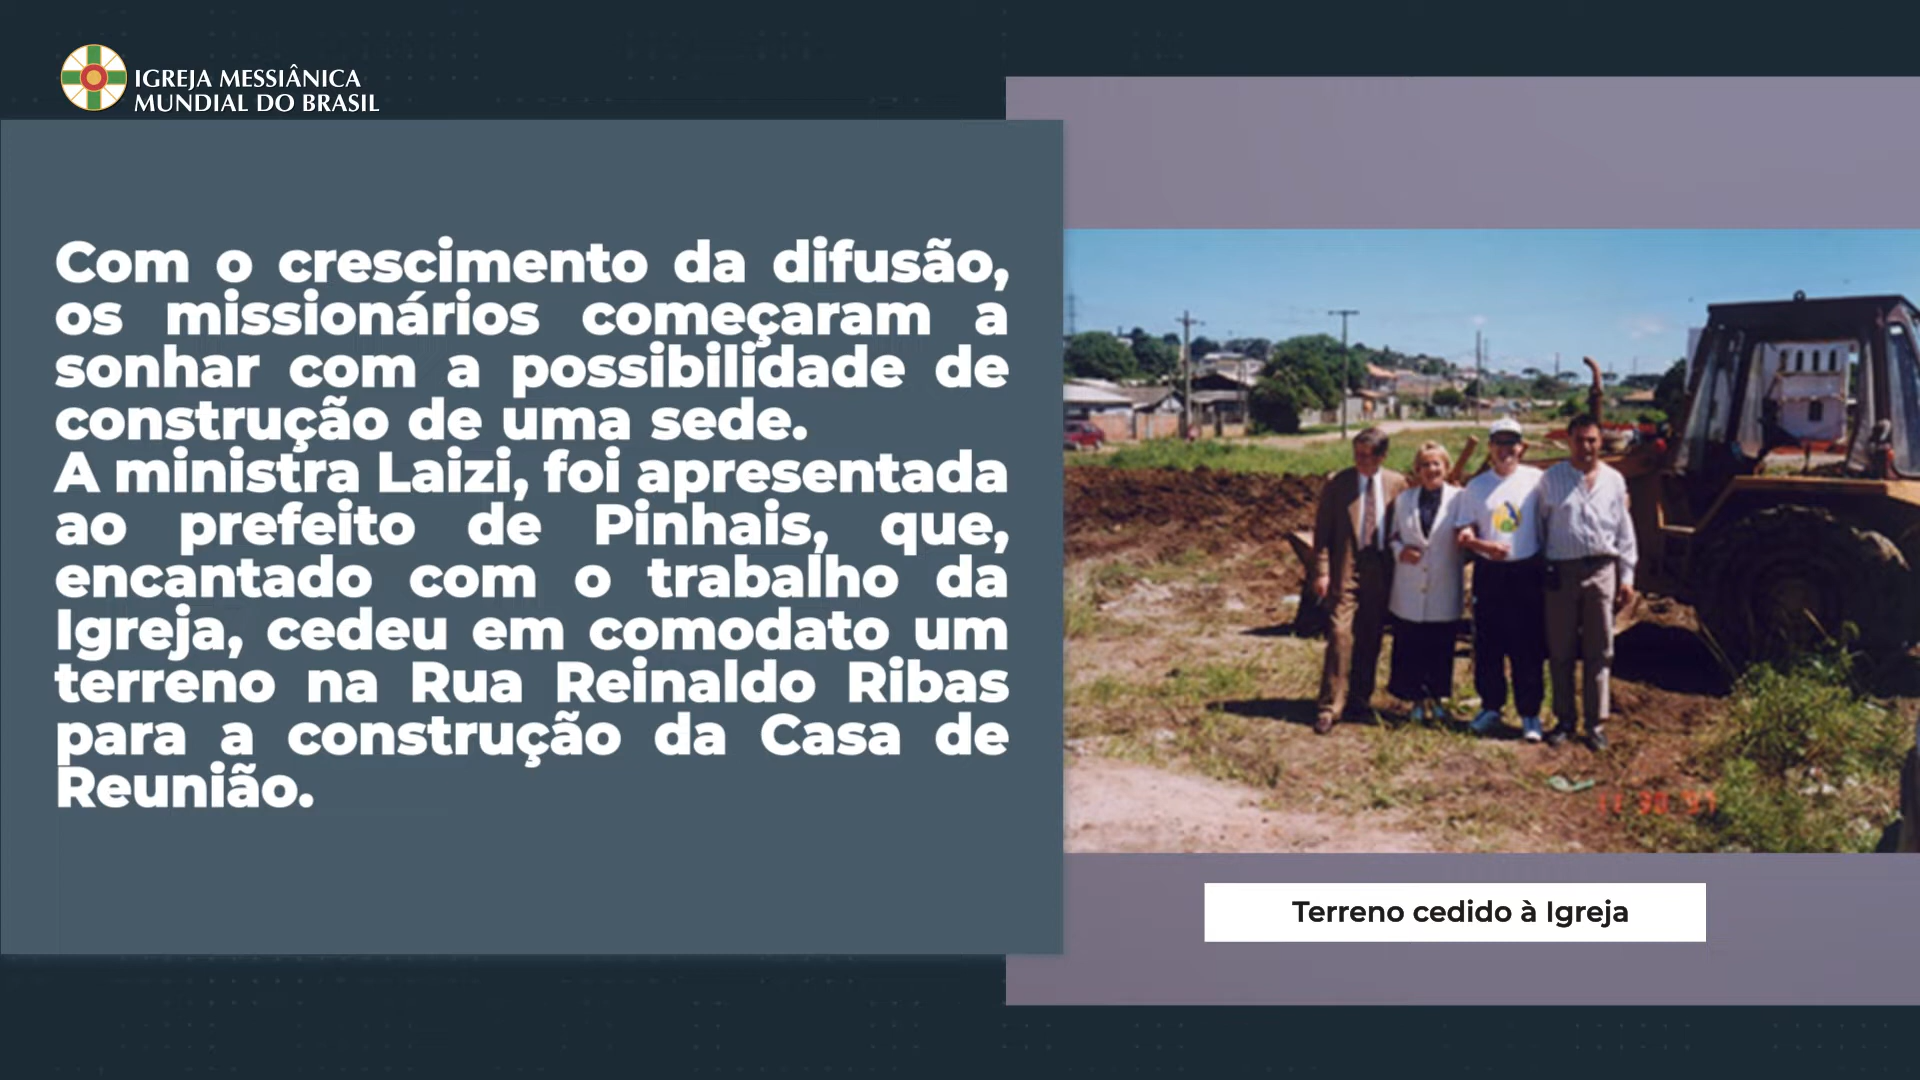 IGREJA MESSIÂNICA
MUNDIAL DO BRASIL
Com o crescimento da difusão,
os missionários começaram a
sonhar com a possibilidade de
construção de uma sede.
A ministra Laizi, foi apresentada
ao prefeito de Pinhais, que,
encantado com o trabalho da
Igreja, cedeu em comodato um
terreno na Rua Reinaldo Ribas
para a construção da Casa de
Reunião.
Terreno cedido à Igreja